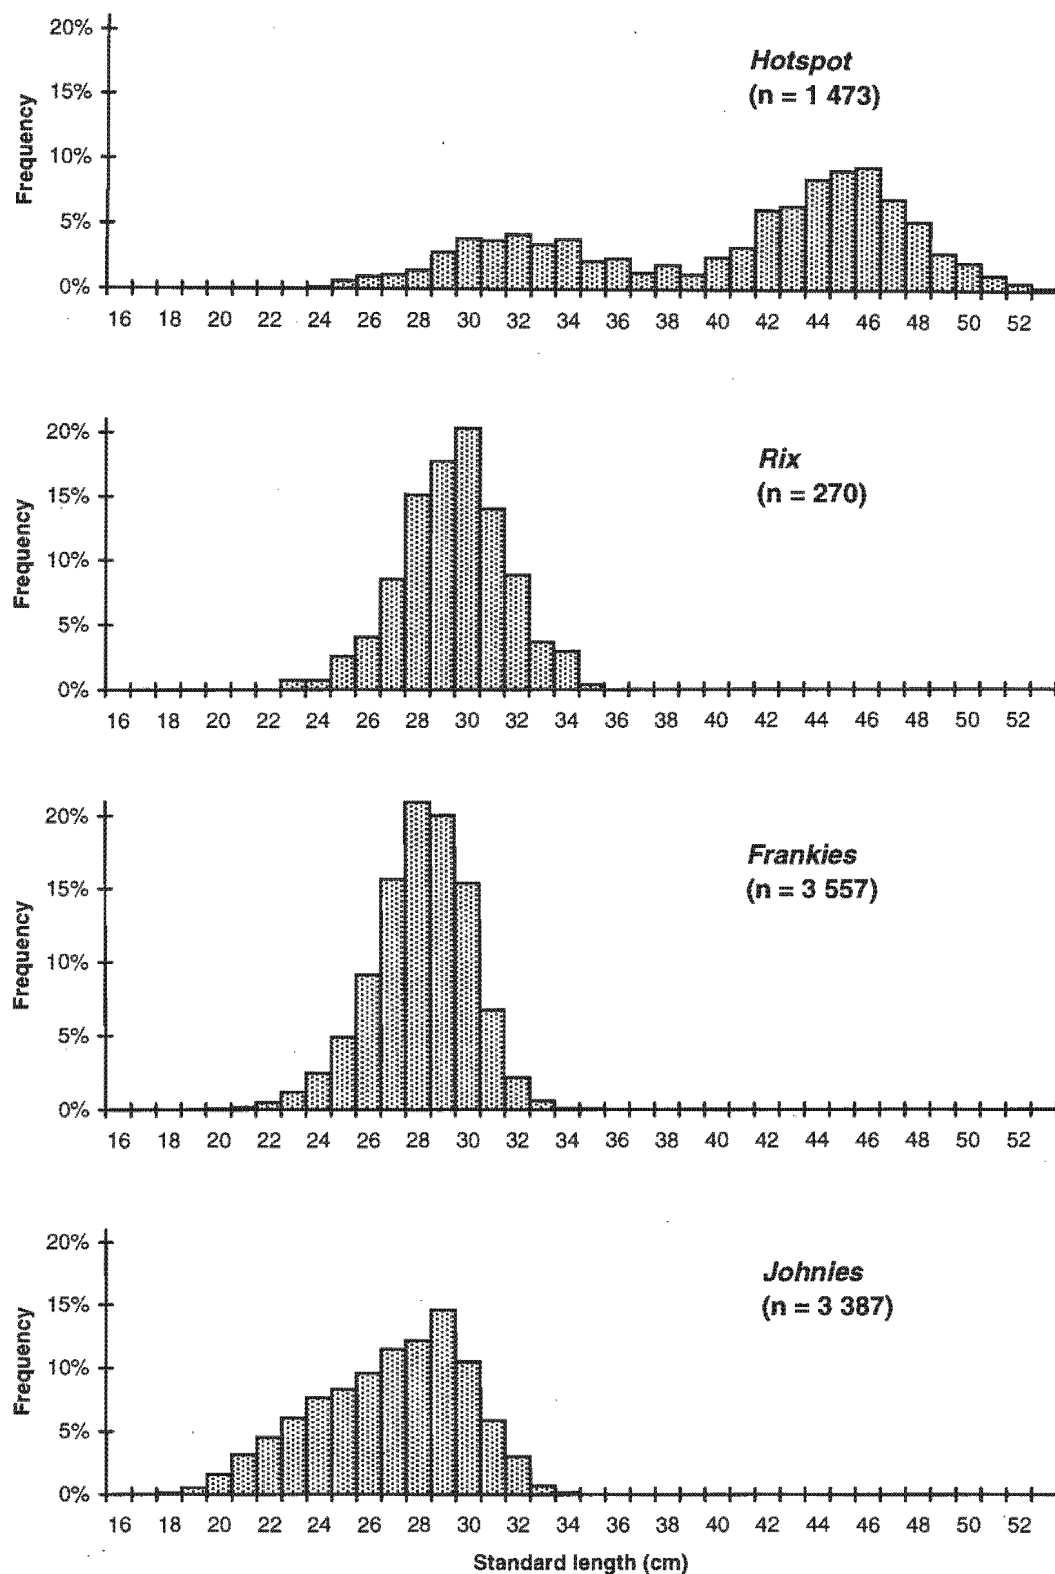 20%
Hotspot
(n = 1 473)
15%
10%
5%
0%
Frequency
16 18 20 22 24 26 28 30 32 34 36 38 40 42 44 46 48 50 52
20%
Rix
(n = 270)
15%
10%
5%
0%
Frequency
16 18 20 22 24 26 28 30 32 34 36 38 40 42 44 46 48 50 52
20%
Frankies
(n = 3 557)
15%
10%
5%
0%
Frequency
16 18 20 22 24 26 28 30 32 34 36 38 40 42 44 46 48 50 52
20%
Johnies
(n = 3 387)
15%
10%
5%
0%
Frequency
16 18 20 22 24 26 28 30 32 34 36 38 40 42 44 46 48 50 52
Standard length (cm)